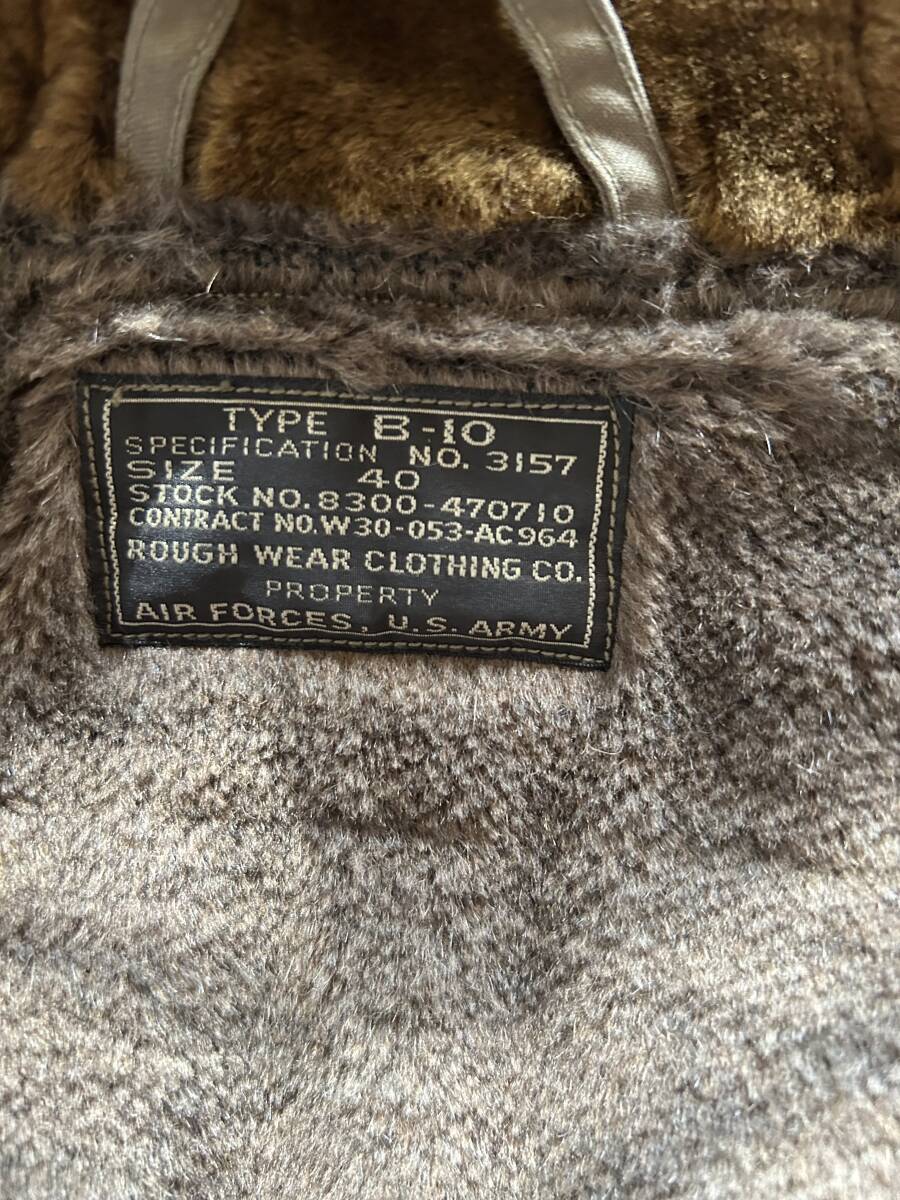 TYPE B-10
SPECIFICATION NO. 3157
SIZE 40
STOCK NO. 8300-470710
CONTRACT NO. W30-053-AC964
ROUGH WEAR CLOTHING CO.
PROPERTY
AIR FORCES, U.S. ARMY